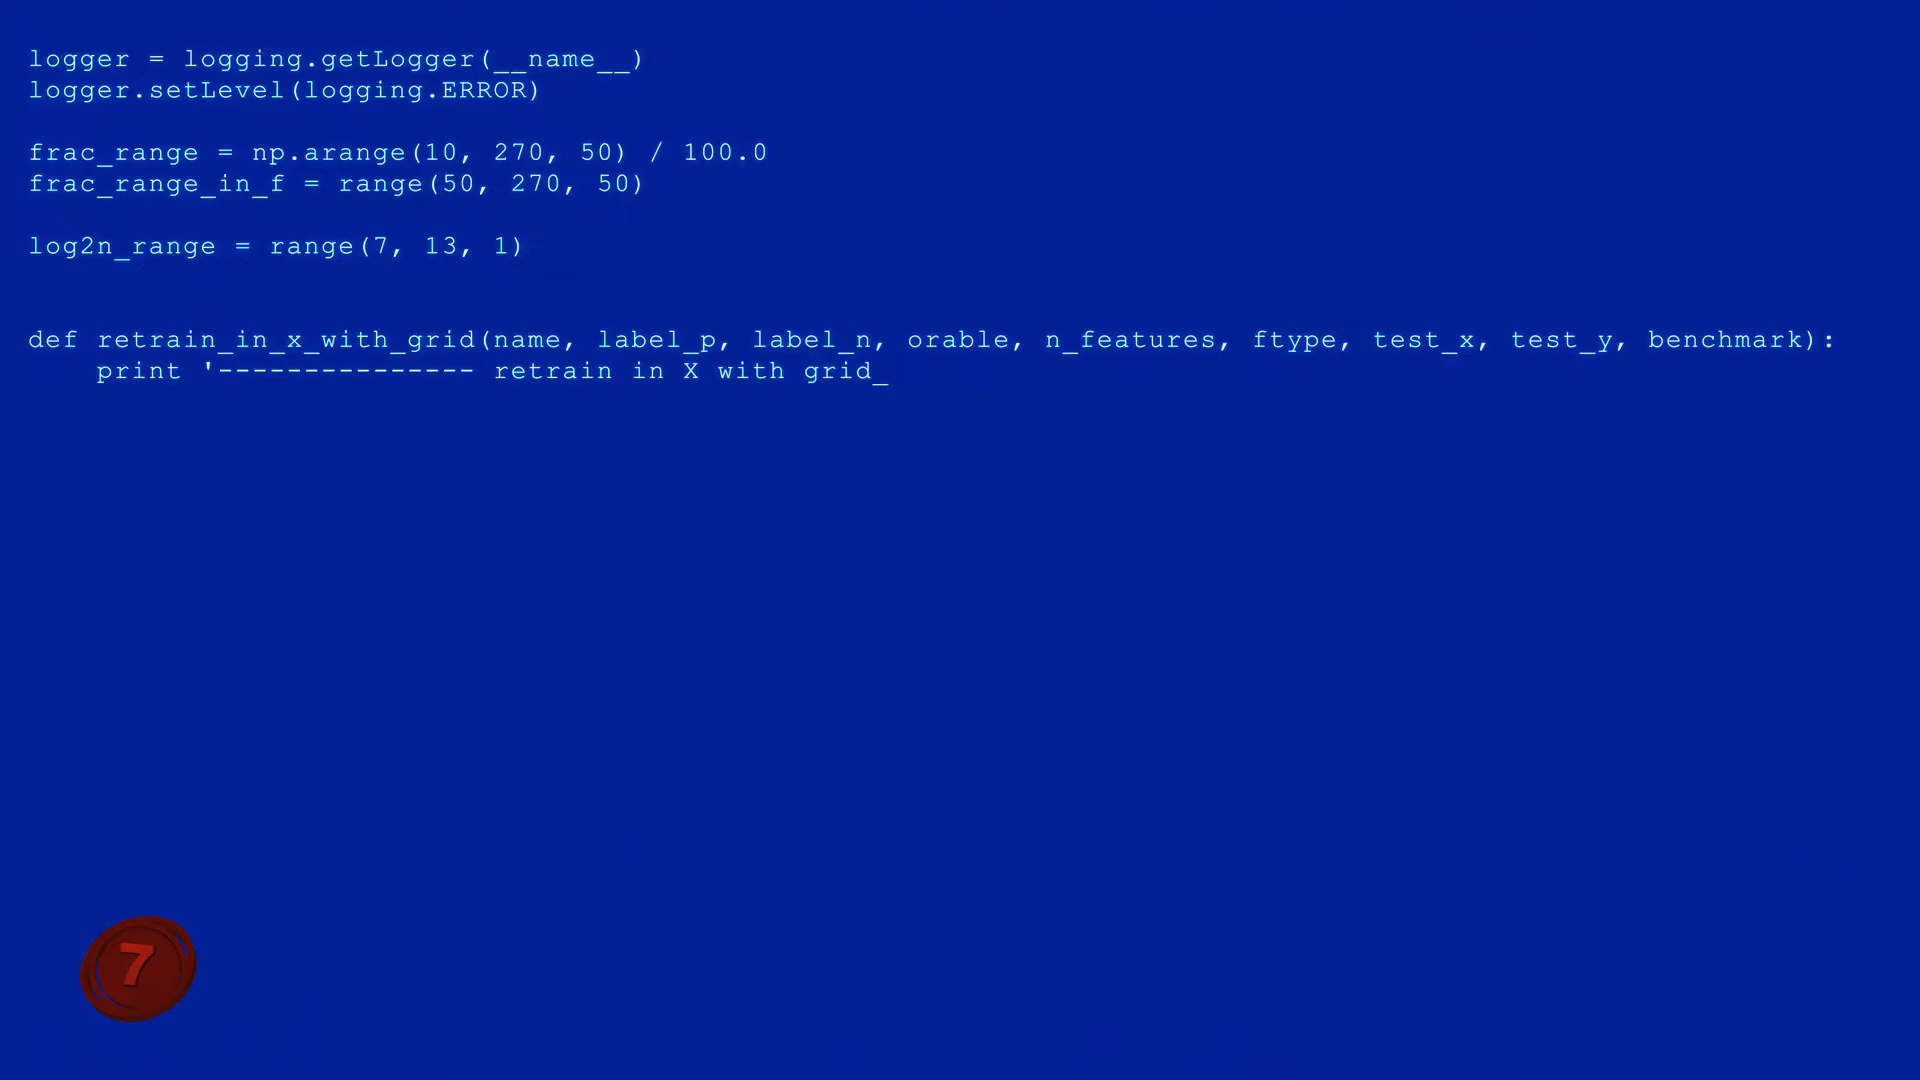 logger = logging.getLogger(__name__)
logger.setLevel(logging.ERROR)
frac_range = np.arange(10, 270, 50) / 100.0
frac_range_in_f = range(50, 270, 50)
log2n_range = range(7, 13, 1)
def retrain_in_x_with_grid(name, label_p, label_n, orable, n_features, ftype, test_x, test_y, benchmark):
    print '--------------- retrain in X with grid_
7